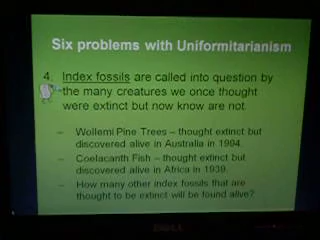 Six problems with Uniformitarianism
4. Index fossils are called into question by
the many creatures we once thought
were extinct but now know are not.
– Wollemi Pine Trees – thought extinct but
discovered alive in Australia in 1994.
– Coelacanth Fish – thought extinct but
discovered alive in Africa in 1939.
– How many other index fossils that are
thought to be extinct will be found alive?
DELL